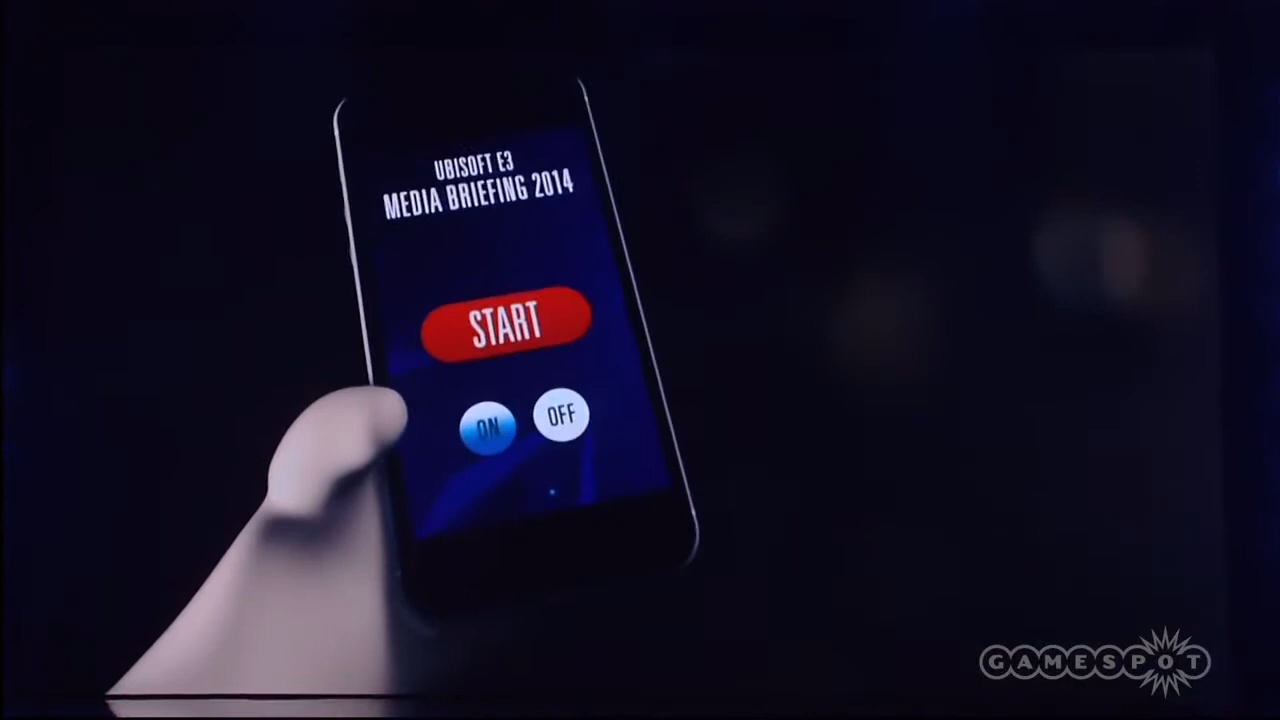 UBISOFT E3
MEDIA BRIEFING 2014
START
ON
OFF
GAMESPOT